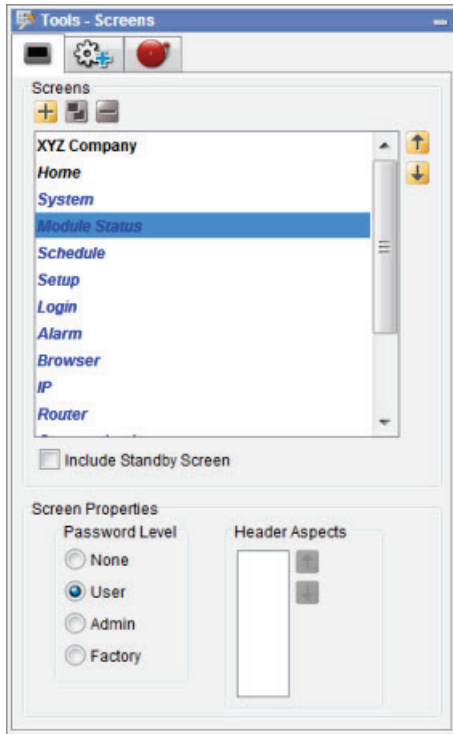 Tools - Screens
Screens
XYZ Company
Home
System
Module Status
Schedule
Setup
Login
Alarm
Browser
IP
Router
Include Standby Screen
Screen Properties
Password Level
Header Aspects
None
User
Admin
Factory